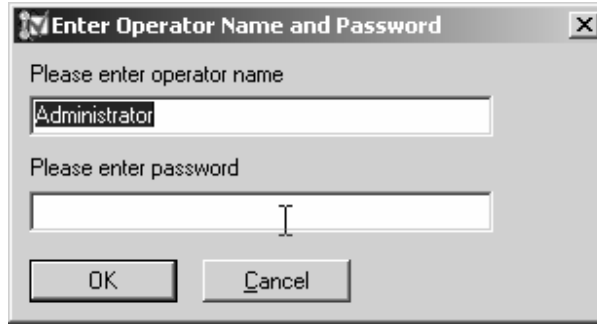 Enter Operator Name and Password
Please enter operator name
Administrator
Please enter password
OK Cancel